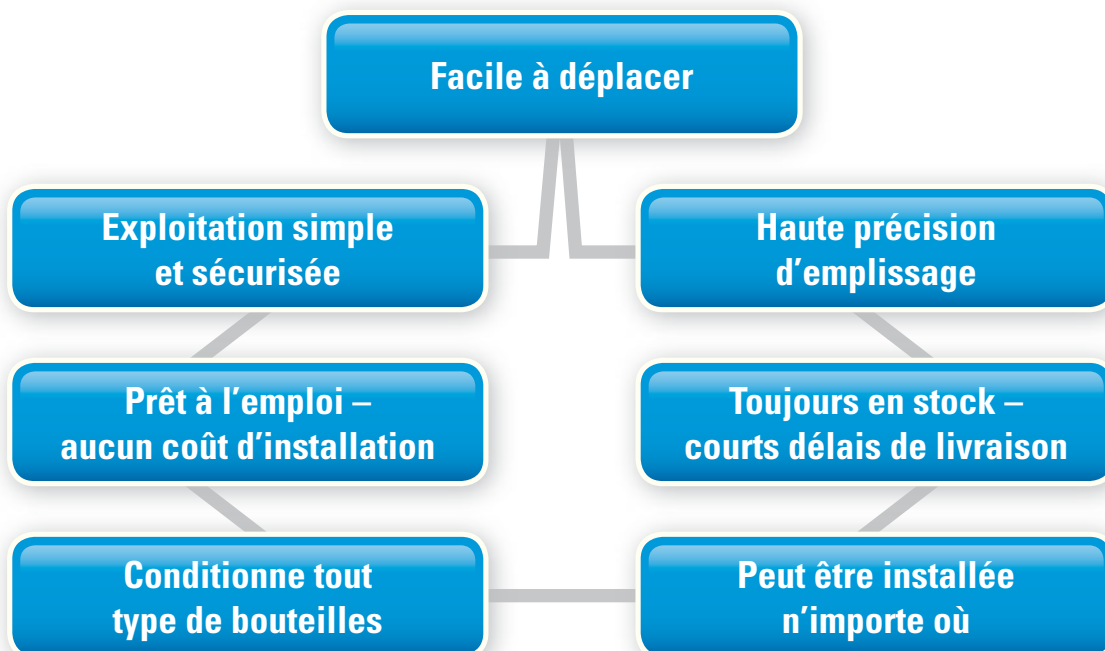 Facile à déplacer
Exploitation simple
et sécurisée
Haute précision
d'emplissage
Prêt à l'emploi –
aucun coût d'installation
Toujours en stock –
courts délais de livraison
Conditionne tout
type de bouteilles
Peut être installée
n'importe où